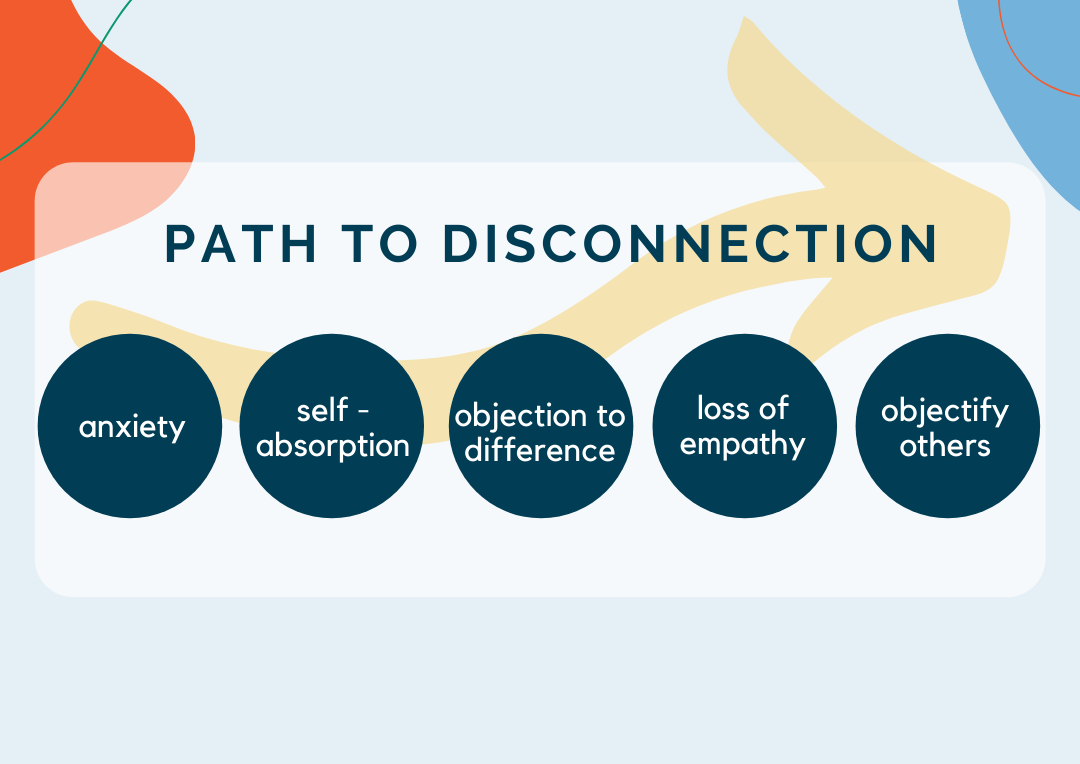 PATH TO DISCONNECTION
anxiety
self -
absorption
objection to
difference
loss of
empathy
objectify
others